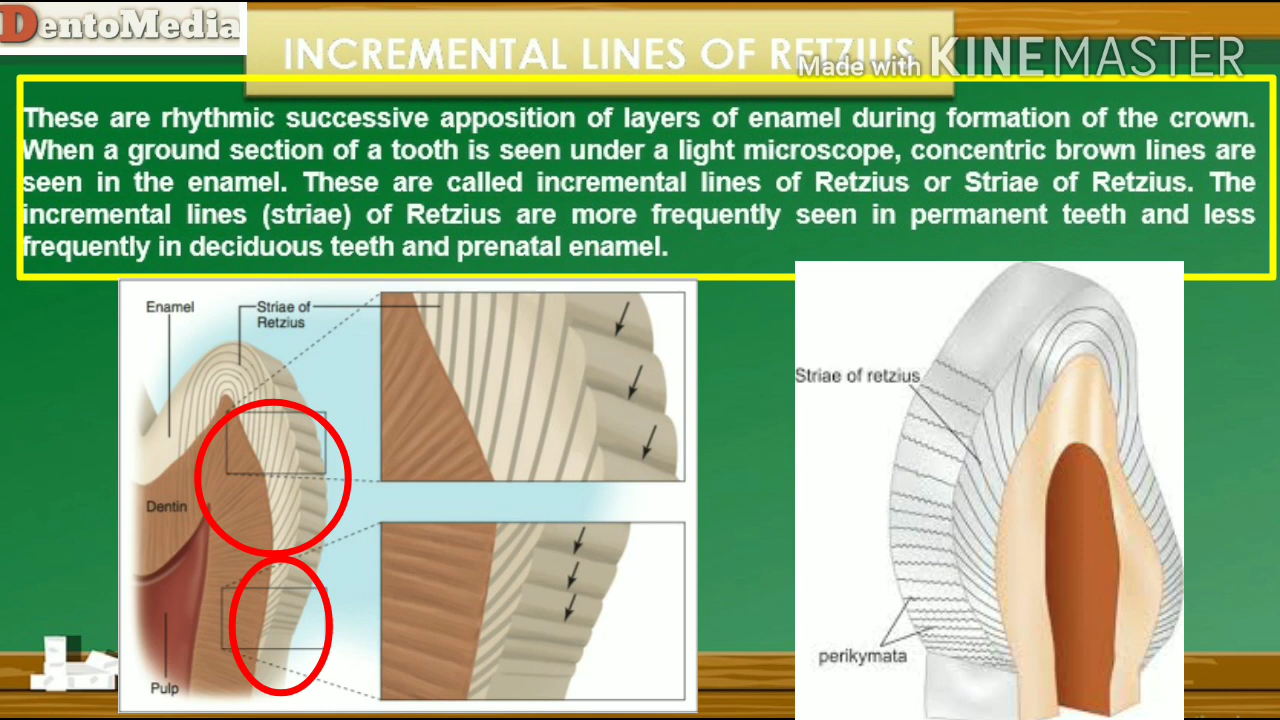 DentoMedia
INCREMENTAL LINES OF RETZIUS
Made with KINEMASTER
These are rhythmic successive apposition of layers of enamel during formation of the crown.
When a ground section of a tooth is seen under a light microscope, concentric brown lines are
seen in the enamel. These are called incremental lines of Retzius or Striae of Retzius. The
incremental lines (striae) of Retzius are more frequently seen in permanent teeth and less
frequently in deciduous teeth and prenatal enamel.
Enamel
Striae of
Retzius
Dentin
Pulp
Striae of retzius
perikymata